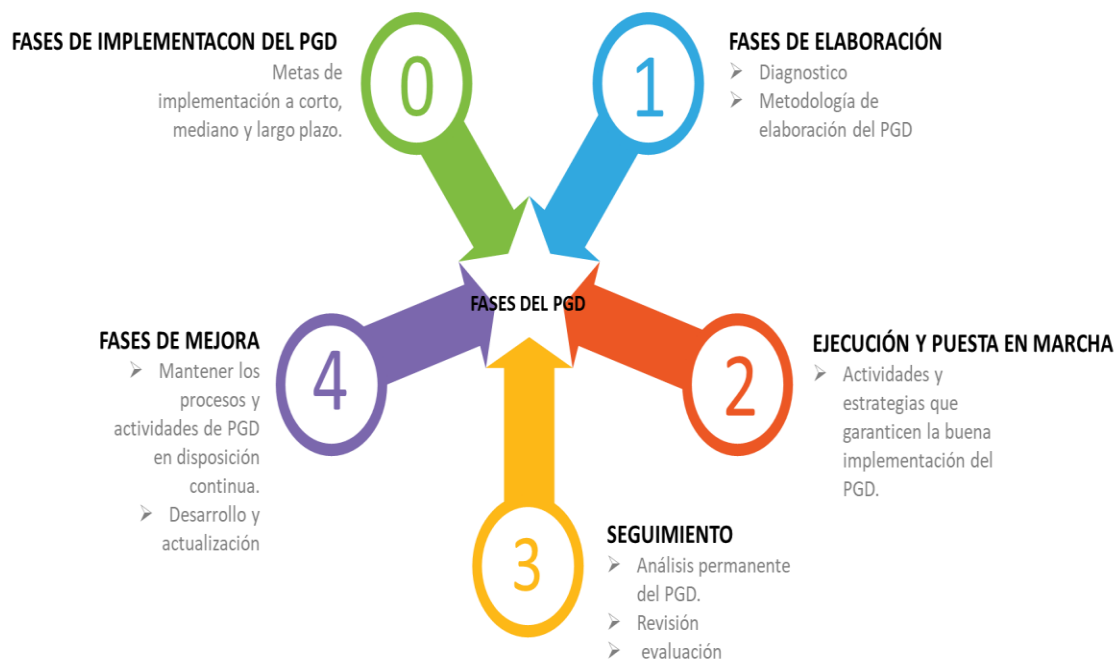 FASES DE IMPLEMENTACON DEL PGD
Metas de
implementación a corto,
mediano y largo plazo.
0
1
FASES DE ELABORACIÓN
➢ Diagnostico
➢ Metodología de
elaboración del PGD
FASES DEL PGD
FASES DE MEJORA
➢ Mantener los
procesos y
actividades de PGD
en disposición
continua.
➢ Desarrollo y
actualización
4
2
EJECUCIÓN Y PUESTA EN MARCHA
➢ Actividades y
estrategias que
garanticen la buena
implementación del
PGD.
3
SEGUIMIENTO
➢ Análisis permanente
del PGD.
➢ Revisión
➢ evaluación